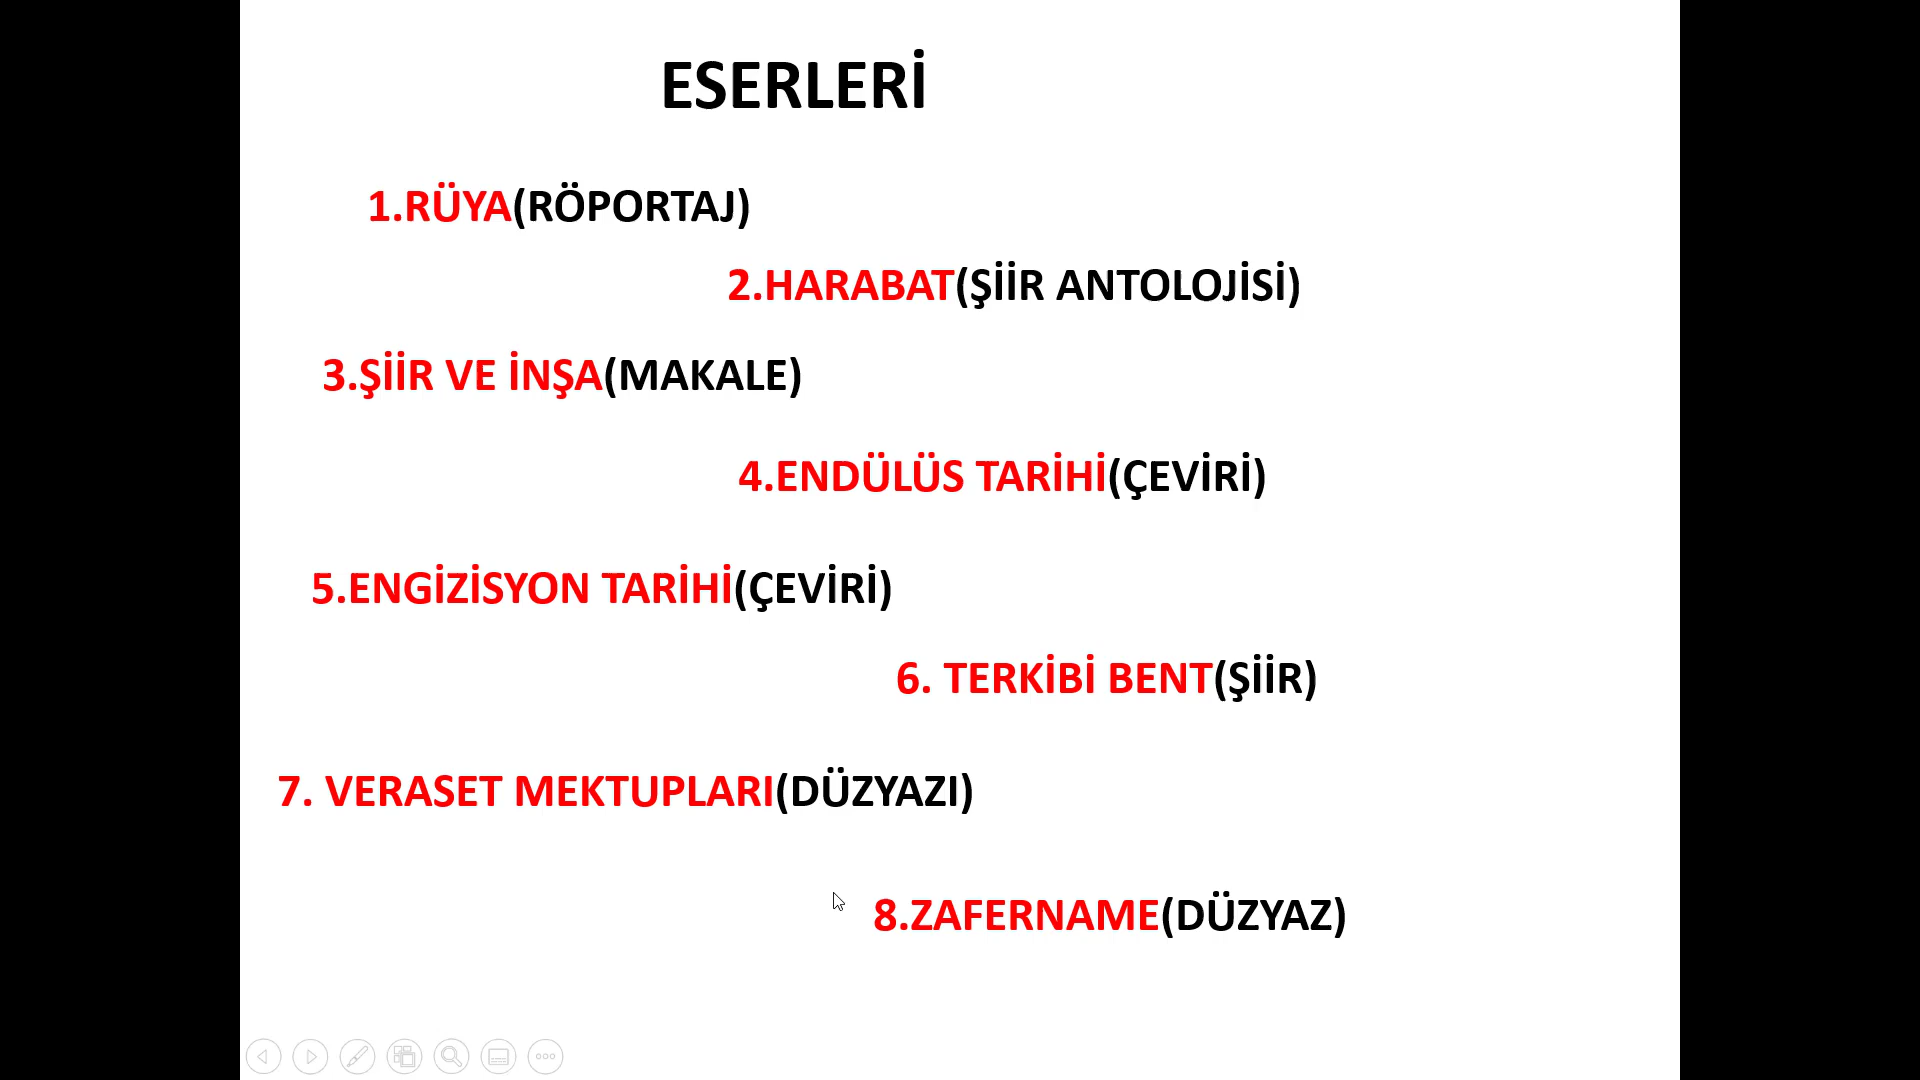 ESERLERİ
1.RÜYA(RÖPORTAJ)
2.HARABAT(ŞİİR ANTOLOJİSİ)
3.ŞİİR VE İNŞA(MAKALE)
4.ENDÜLÜS TARİHİ(ÇEVİRİ)
5.ENGİZİSYON TARİHİ(ÇEVİRİ)
6. TERKİBİ BENT(ŞİİR)
7. VERASET MEKTUPLARI(DÜZYAZI)
8.ZAFERNAME(DÜZYAZ)